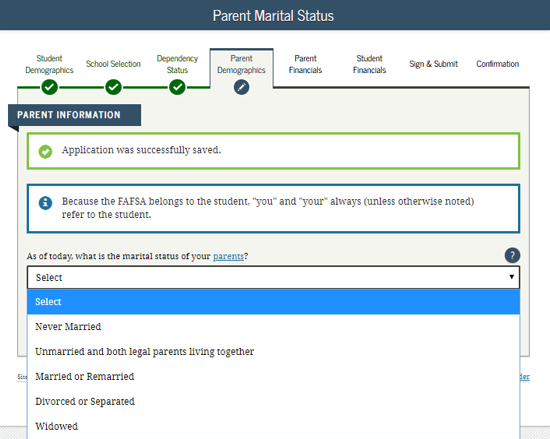 Parent Marital Status
Student Demographics
School Selection
Dependency Status
Parent Demographics
Parent Financials
Student Financials
Sign & Submit
Confirmation
PARENT INFORMATION
Application was successfully saved.
Because the FAFSA belongs to the student, "you" and "your" always (unless otherwise noted)
refer to the student.
As of today, what is the marital status of your parents?
?
Select
Select
Never Married
Unmarried and both legal parents living together
Married or Remarried
Divorced or Separated
Widowed